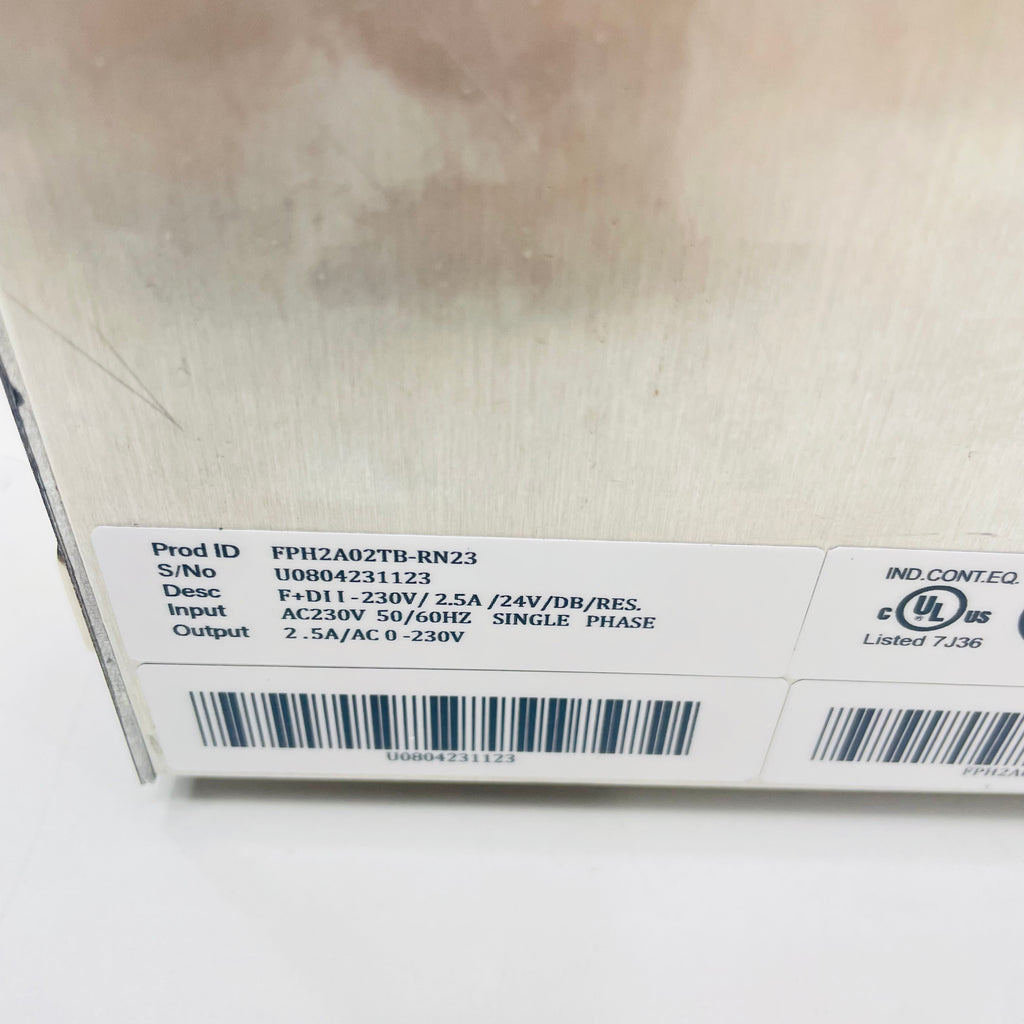 Prod ID FPH2A02TB-RN23
S/No U0804231123
Desc F+DII-230V/ 2.5A /24V/DB/RES.
Input AC230V 50/60HZ SINGLE PHASE
Output 2.5A/AC 0-230V
U0804231123
IND.CONT.EQ.
C UL US
Listed 7J36